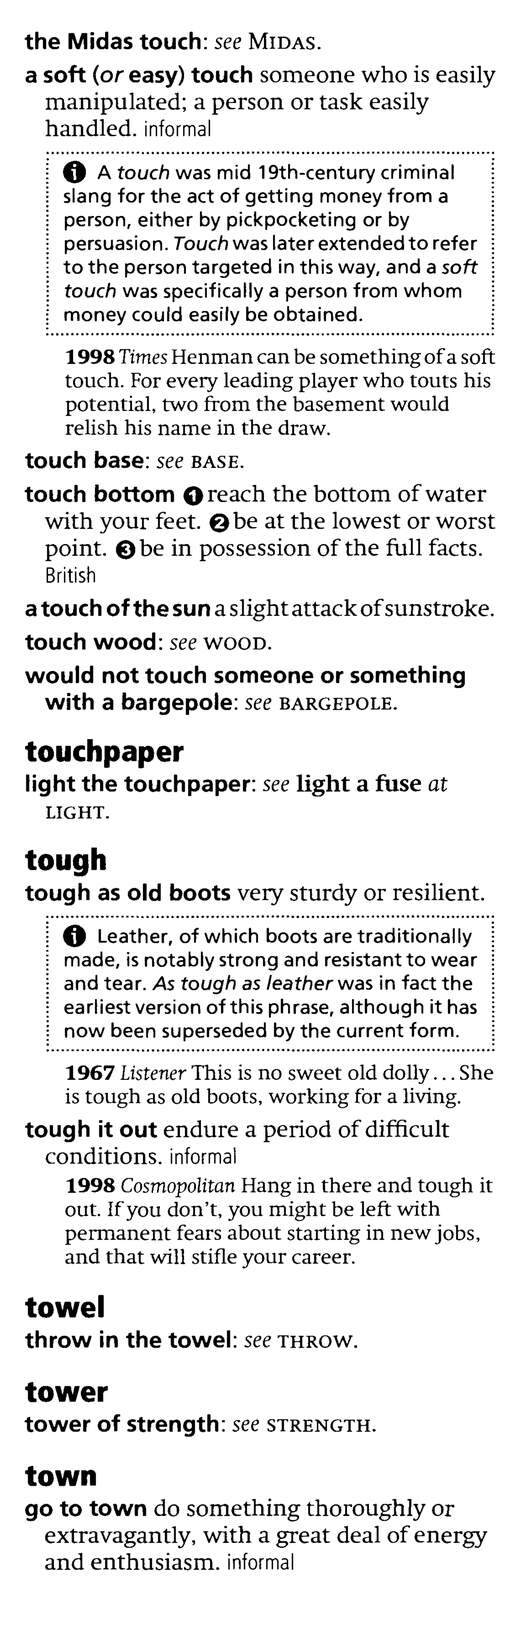 the Midas touch: see MIDAS.
a soft (or easy) touch someone who is easily
manipulated; a person or task easily
handled. informal
ℹ A touch was mid 19th-century criminal
slang for the act of getting money from a
person, either by pickpocketing or by
persuasion. Touch was later extended to refer
to the person targeted in this way, and a soft
touch was specifically a person from whom
money could easily be obtained.
1998 Times Henman can be something of a soft
touch. For every leading player who touts his
potential, two from the basement would
relish his name in the draw.
touch base: see BASE.
touch bottom ❶ reach the bottom of water
with your feet. ❷ be at the lowest or worst
point. ❸ be in possession of the full facts.
British
a touch of the sun a slight attack of sunstroke.
touch wood: see WOOD.
would not touch someone or something
with a bargepole: see BARGEPOLE.
touchpaper
light the touchpaper: see light a fuse at
LIGHT.
tough
tough as old boots very sturdy or resilient.
ℹ Leather, of which boots are traditionally
made, is notably strong and resistant to wear
and tear. As tough as leather was in fact the
earliest version of this phrase, although it has
now been superseded by the current form.
1967 Listener This is no sweet old dolly... She
is tough as old boots, working for a living.
tough it out endure a period of difficult
conditions. informal
1998 Cosmopolitan Hang in there and tough it
out. If you don't, you might be left with
permanent fears about starting in new jobs,
and that will stifle your career.
towel
throw in the towel: see THROW.
tower
tower of strength: see STRENGTH.
town
go to town do something thoroughly or
extravagantly, with a great deal of energy
and enthusiasm. informal